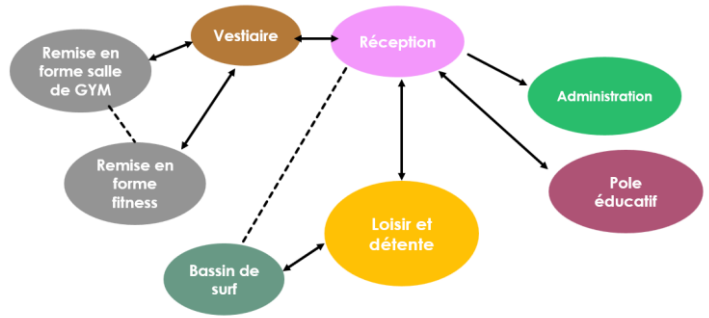 Remise en
forme salle
de GYM
Vestiaire
Réception
Administration
Remise en
forme
fitness
Pole
éducatif
Loisir et
détente
Bassin de
surf